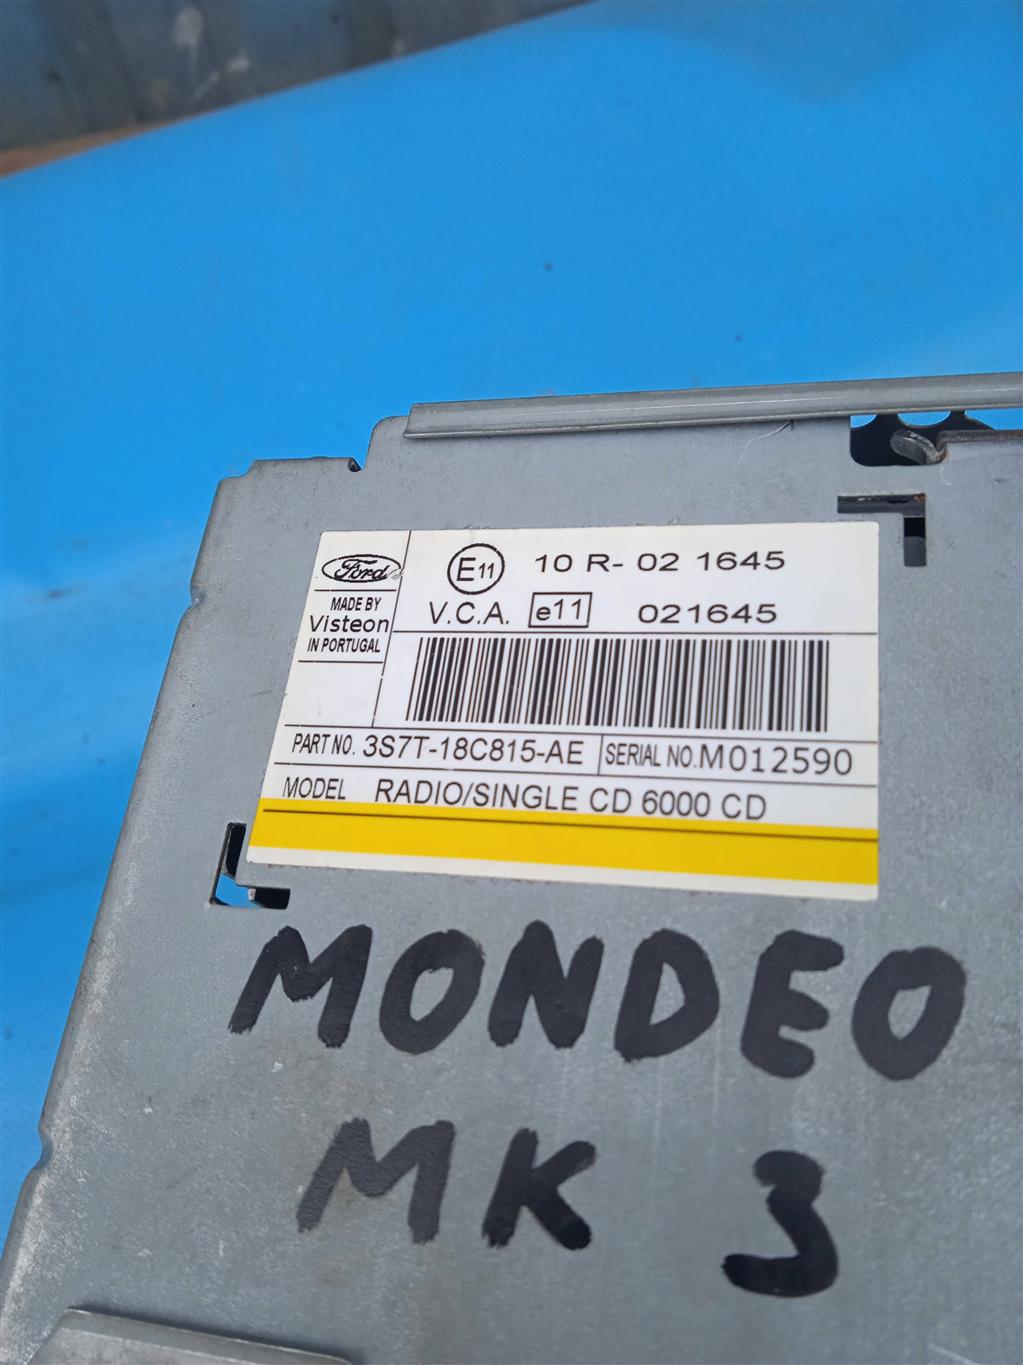 Ford
MADE BY
Visteon
IN PORTUGAL
E11 10 R- 02 1645
V.C.A. e11 021645
PART NO. 3S7T-18C815-AE SERIAL NO. M012590
MODEL RADIO/SINGLE CD 6000 CD
MONDEO
MK 3